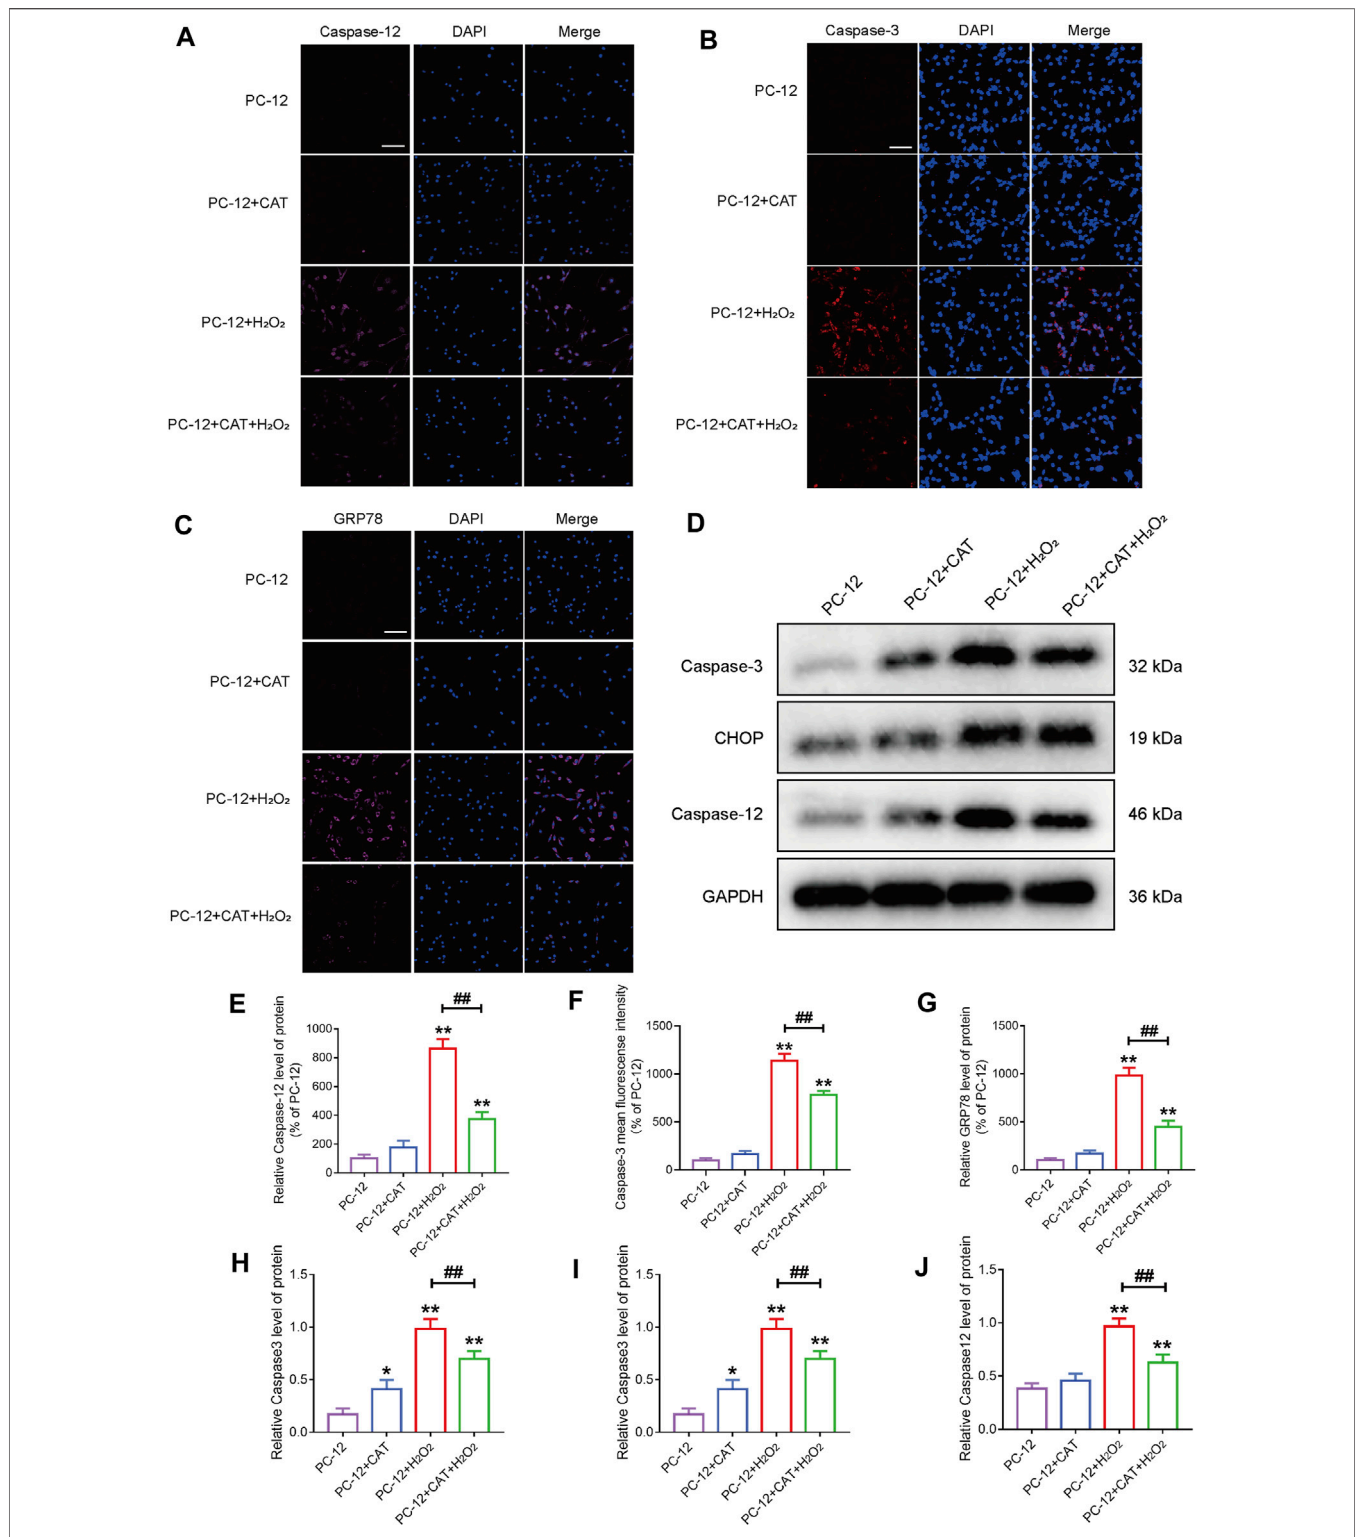 A
Caspase-12 DAPI Merge
PC-12
PC-12+CAT
PC-12+H₂O₂
PC-12+CAT+H₂O₂
B
Caspase-3 DAPI Merge
PC-12
PC-12+CAT
PC-12+H₂O₂
PC-12+CAT+H₂O₂
C
GRP78 DAPI Merge
PC-12
PC-12+CAT
PC-12+H₂O₂
PC-12+CAT+H₂O₂
D
PC-12 PC-12+CAT PC-12+H₂O₂ PC-12+CAT+H₂O₂
Caspase-3 32 kDa
CHOP 19 kDa
Caspase-12 46 kDa
GAPDH 36 kDa
E
Relative Caspase-12 level of protein
(% of PC-12)
1000
800
600
400
200
0
**
##
**
PC-12 PC-12+CAT PC-12+H₂O₂ PC-12+CAT+H₂O₂
F
Caspase-3 mean fluorescense intensity
(% of PC-12)
1500
1000
500
0
**
##
**
PC-12 PC-12+CAT PC-12+H₂O₂ PC-12+CAT+H₂O₂
G
Relative GRP78 level of protein
(% of PC-12)
1500
1000
500
0
**
##
**
PC-12 PC-12+CAT PC-12+H₂O₂ PC-12+CAT+H₂O₂
H
Relative Caspase3 level of protein
1.5
1.0
0.5
0.0
*
**
##
**
PC-12 PC-12+CAT PC-12+H₂O₂ PC-12+CAT+H₂O₂
I
Relative Caspase3 level of protein
1.5
1.0
0.5
0.0
*
**
##
**
PC-12 PC-12+CAT PC-12+H₂O₂ PC-12+CAT+H₂O₂
J
Relative Caspase12 level of protein
1.5
1.0
0.5
0.0
**
##
**
PC-12 PC-12+CAT PC-12+H₂O₂ PC-12+CAT+H₂O₂